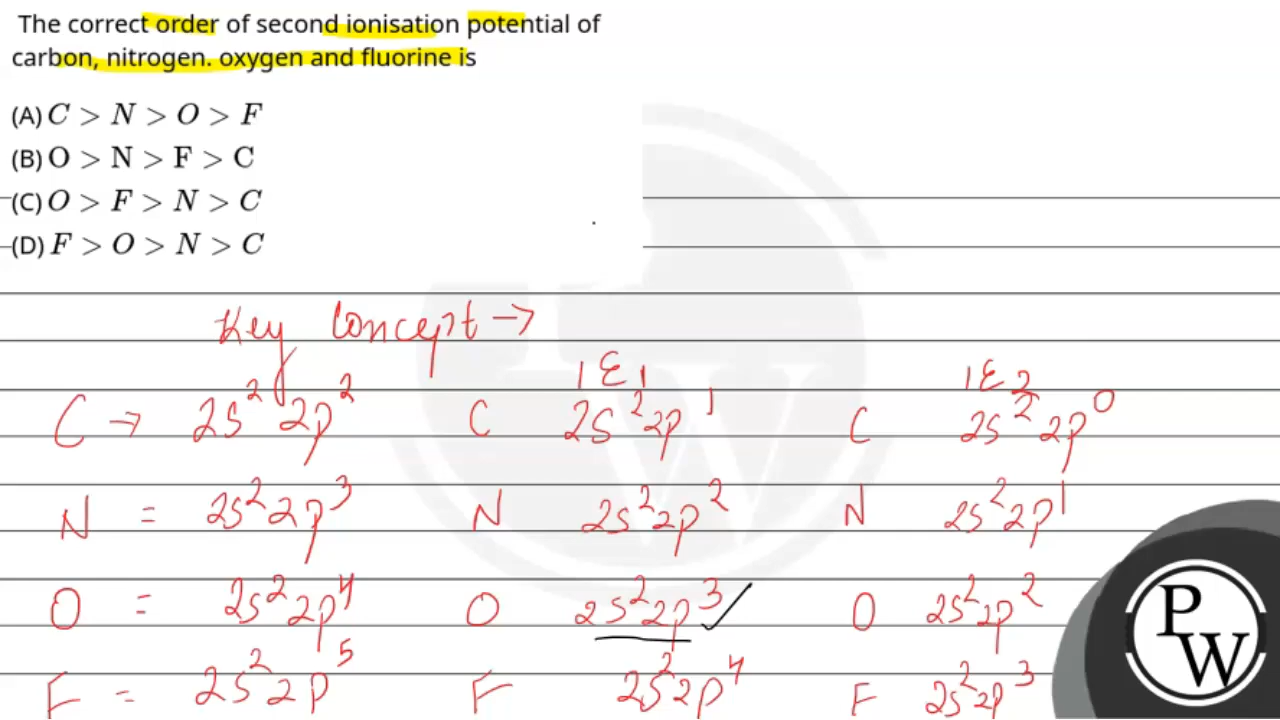 The correct order of second ionisation potential of
carbon, nitrogen. oxygen and fluorine is
(A) C > N > O > F
(B) O > N > F > C
(C) O > F > N > C
(D) F > O > N > C
Key Concept →
IE₁ IE₂
C → 2s² 2p² C 2s² 2p¹ C 2s² 2p⁰
N = 2s² 2p³ N 2s² 2p² N 2s² 2p¹
O = 2s² 2p⁴ O 2s² 2p³ ✓ O 2s² 2p²
F = 2s² 2p⁵ F 2s² 2p⁴ F 2s² 2p³
P
W